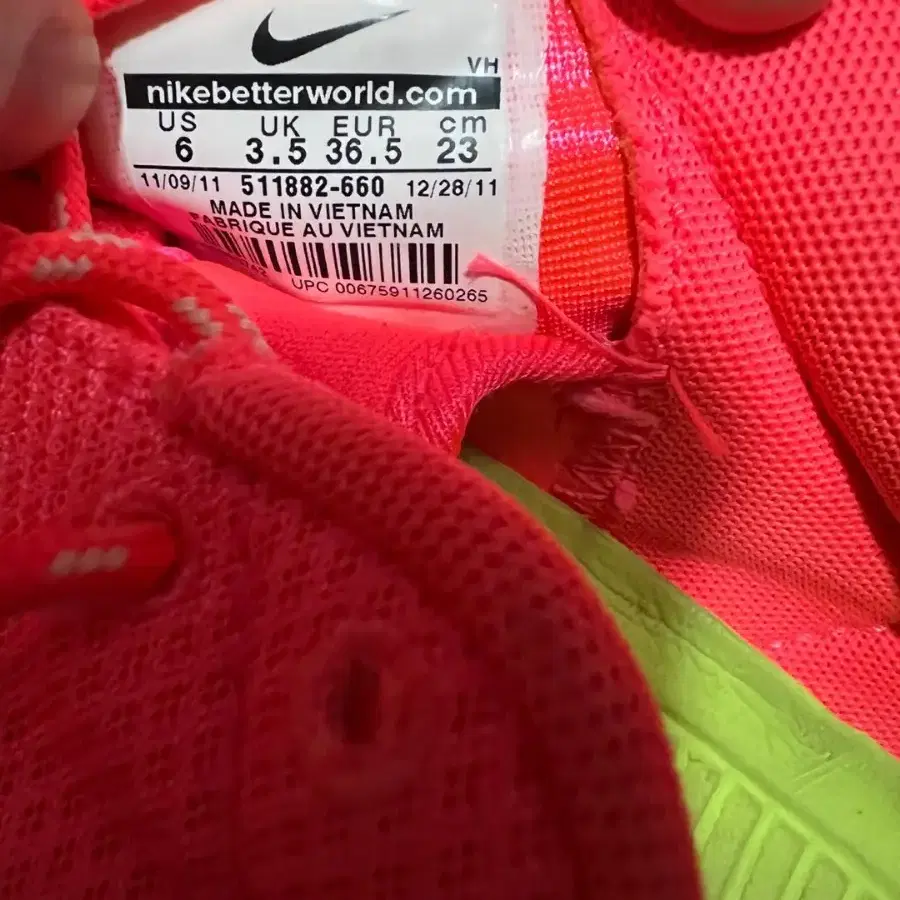 VH
nikebetterworld.com
US UK EUR cm
6 3.5 36.5 23
11/09/11 511882-660 12/28/11
MADE IN VIETNAM
FABRIQUE AU VIETNAM
UPC 00675911260265